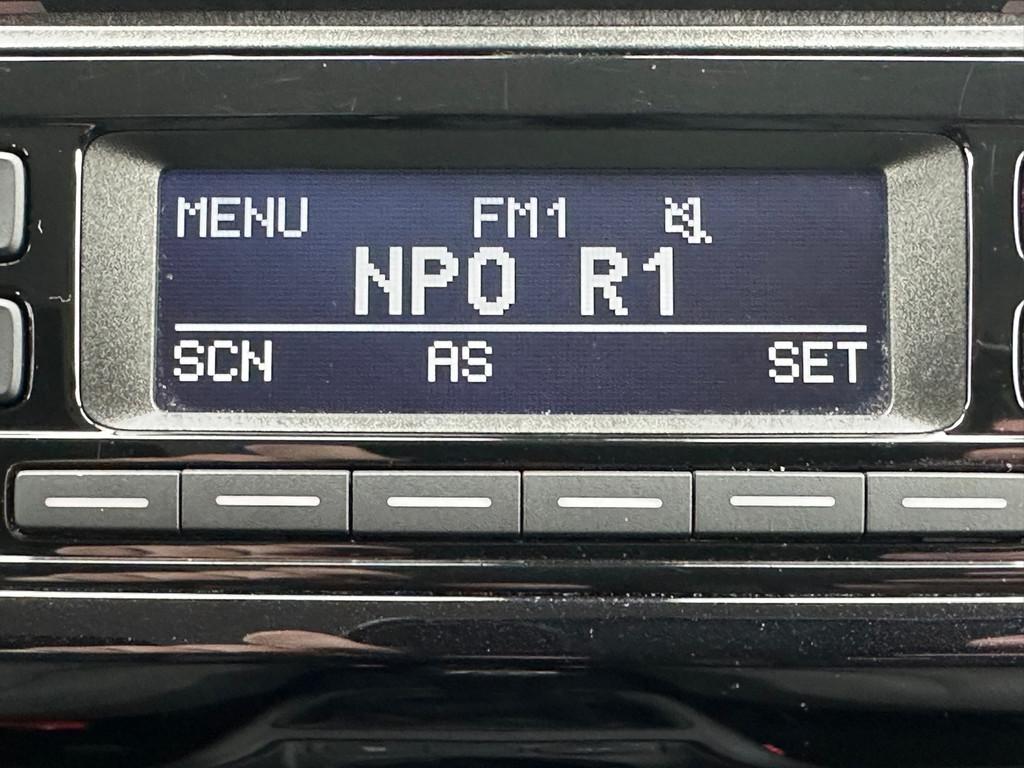 MENU FM1
NPO R1
SCN AS SET